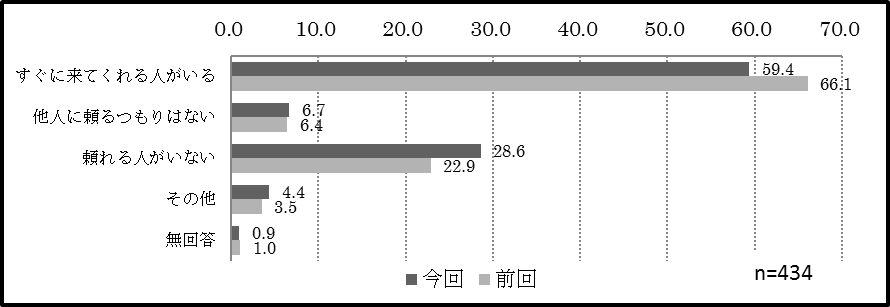 0.0 10.0 20.0 30.0 40.0 50.0 60.0 70.0
すぐに来てくれる人がいる 59.4
66.1
他人に頼るつもりはない 6.7
6.4
頼れる人がいない 28.6
22.9
その他 4.4
3.5
無回答 0.9
1.0
今回 前回
n=434